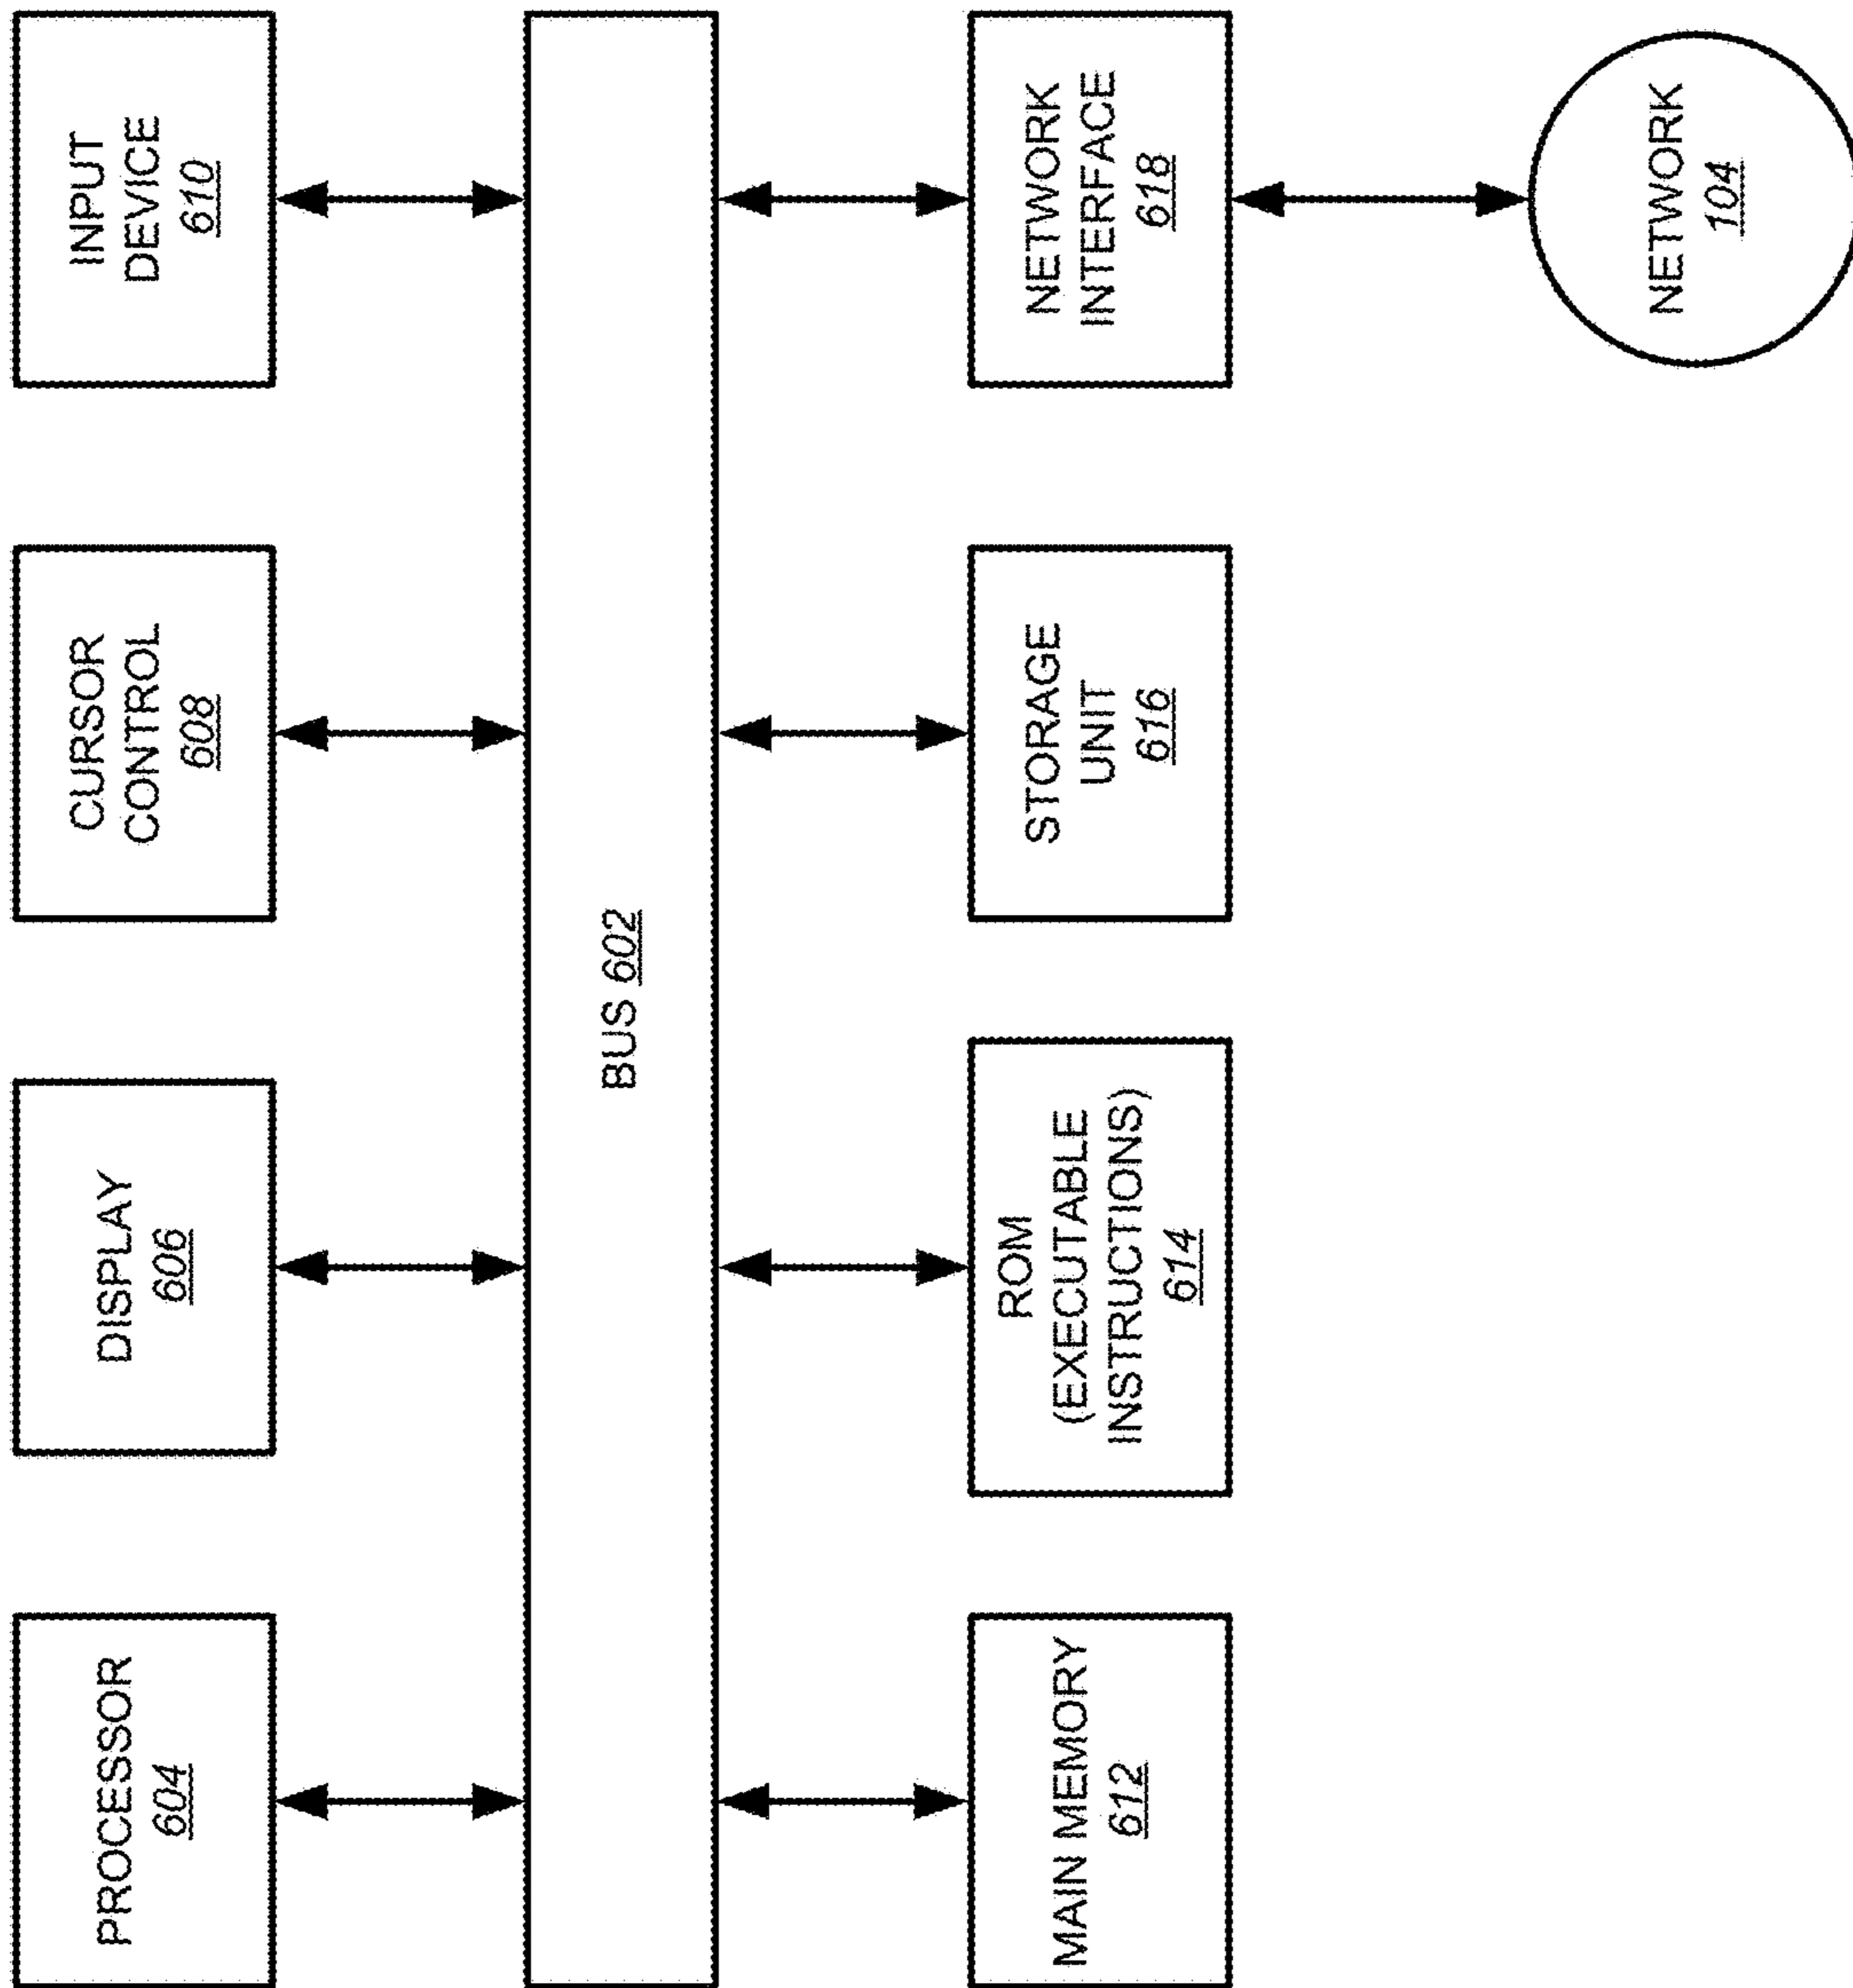 PROCESSOR
604
DISPLAY
606
CURSOR
CONTROL
608
INPUT
DEVICE
610
BUS 602
MAIN MEMORY
612
ROM
(EXECUTABLE
INSTRUCTIONS)
614
STORAGE
UNIT
616
NETWORK
INTERFACE
618
NETWORK
104